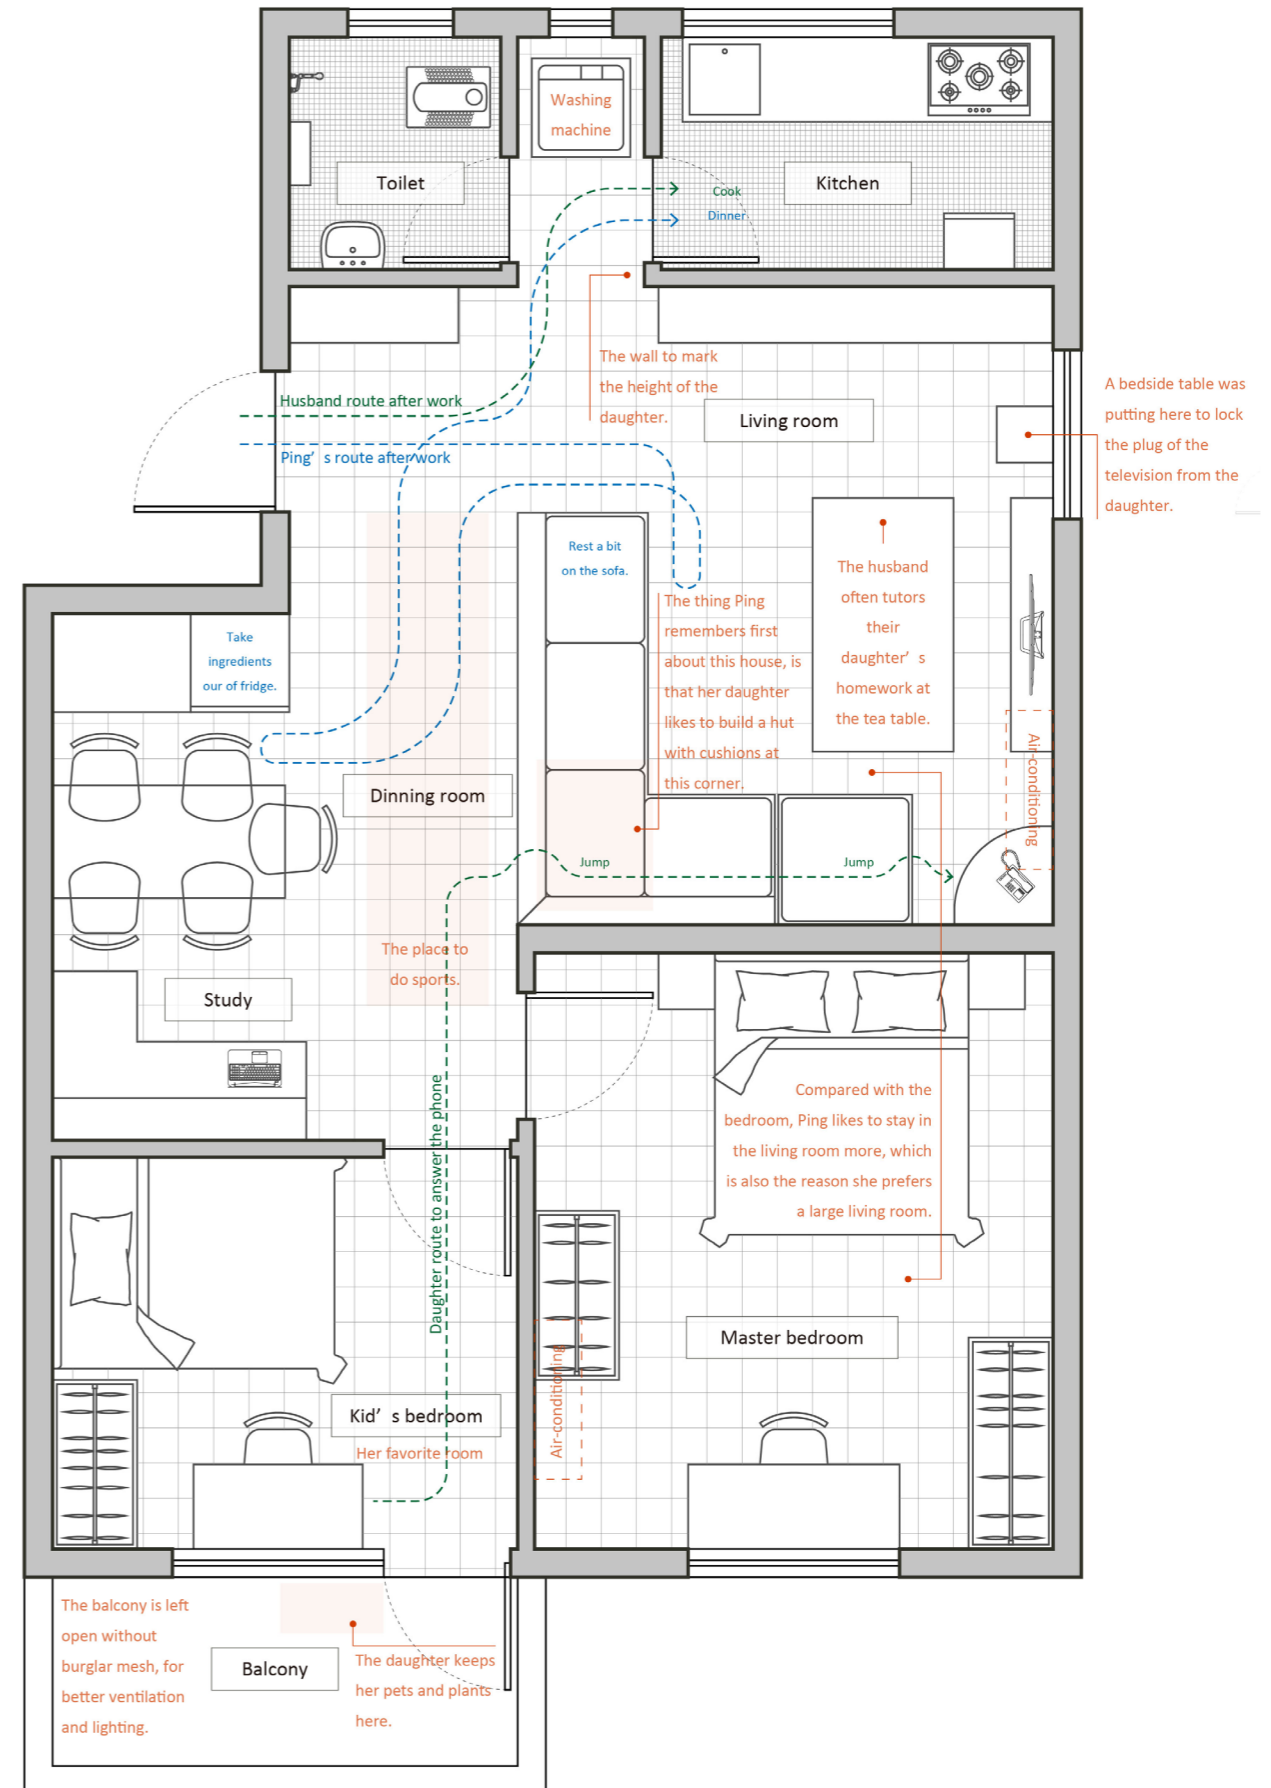 Washing
machine
Toilet
Kitchen
Cook
Dinner
The wall to mark
the height of the
daughter.
Husband route after work
Living room
A bedside table was
putting here to lock
the plug of the
television from the
daughter.
Ping’s route after work
Rest a bit
on the sofa.
The husband
often tutors
their
daughter’s
homework at
the tea table.
The thing Ping
remembers first
about this house, is
that her daughter
likes to build a hut
with cushions at
this corner.
Take
ingredients
our of fridge.
Air-conditioning
Dinning room
Jump
Jump
The place to
do sports.
Study
Daughter route to answer the phone
Compared with the
bedroom, Ping likes to stay in
the living room more, which
is also the reason she prefers
a large living room.
Master bedroom
Air-conditioning
Kid’s bedroom
Her favorite room
The balcony is left
open without
burglar mesh, for
better ventilation
and lighting.
Balcony
The daughter keeps
her pets and plants
here.